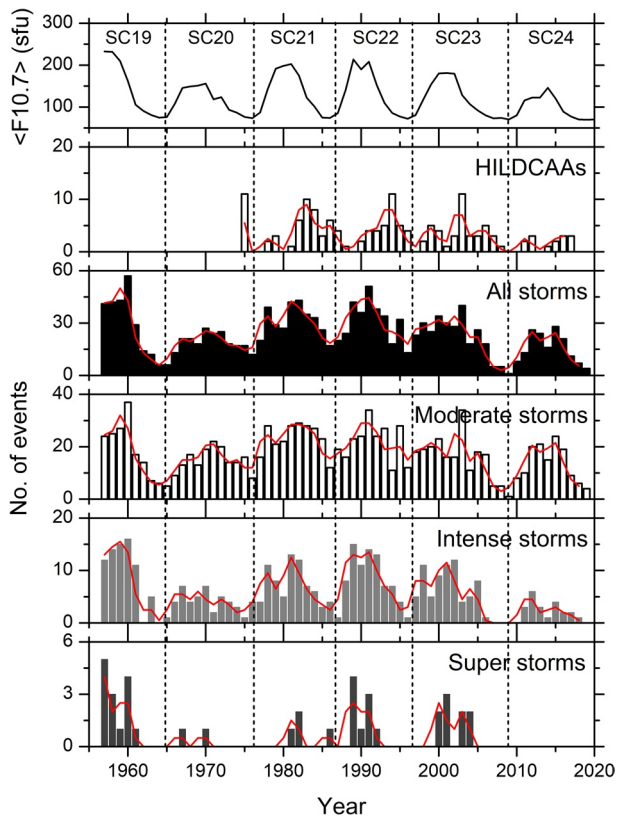 <F10.7> (sfu)
300
200
100
SC19 SC20 SC21 SC22 SC23 SC24
20
10
0
HILDCAAs
60
30
0
All storms
No. of events
40
20
0
Moderate storms
20
10
0
Intense storms
6
3
0
Super storms
1960 1970 1980 1990 2000 2010 2020
Year